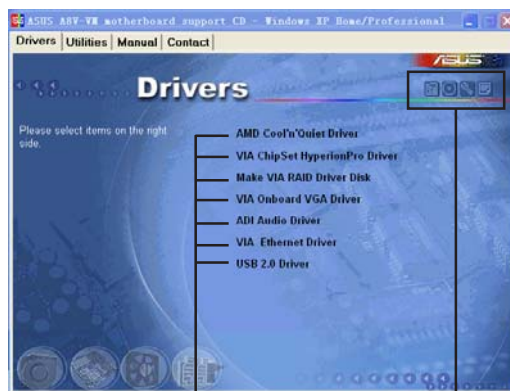 ASUS A8V-VM motherboard support CD - Windows XP Home/Professional
Drivers Utilities Manual Contact
ASUS
Drivers
Please select items on the right side.
AMD Cool'n'Quiet Driver
VIA ChipSet HyperionPro Driver
Make VIA RAID Driver Disk
VIA Onboard VGA Driver
ADI Audio Driver
VIA Ethernet Driver
USB 2.0 Driver